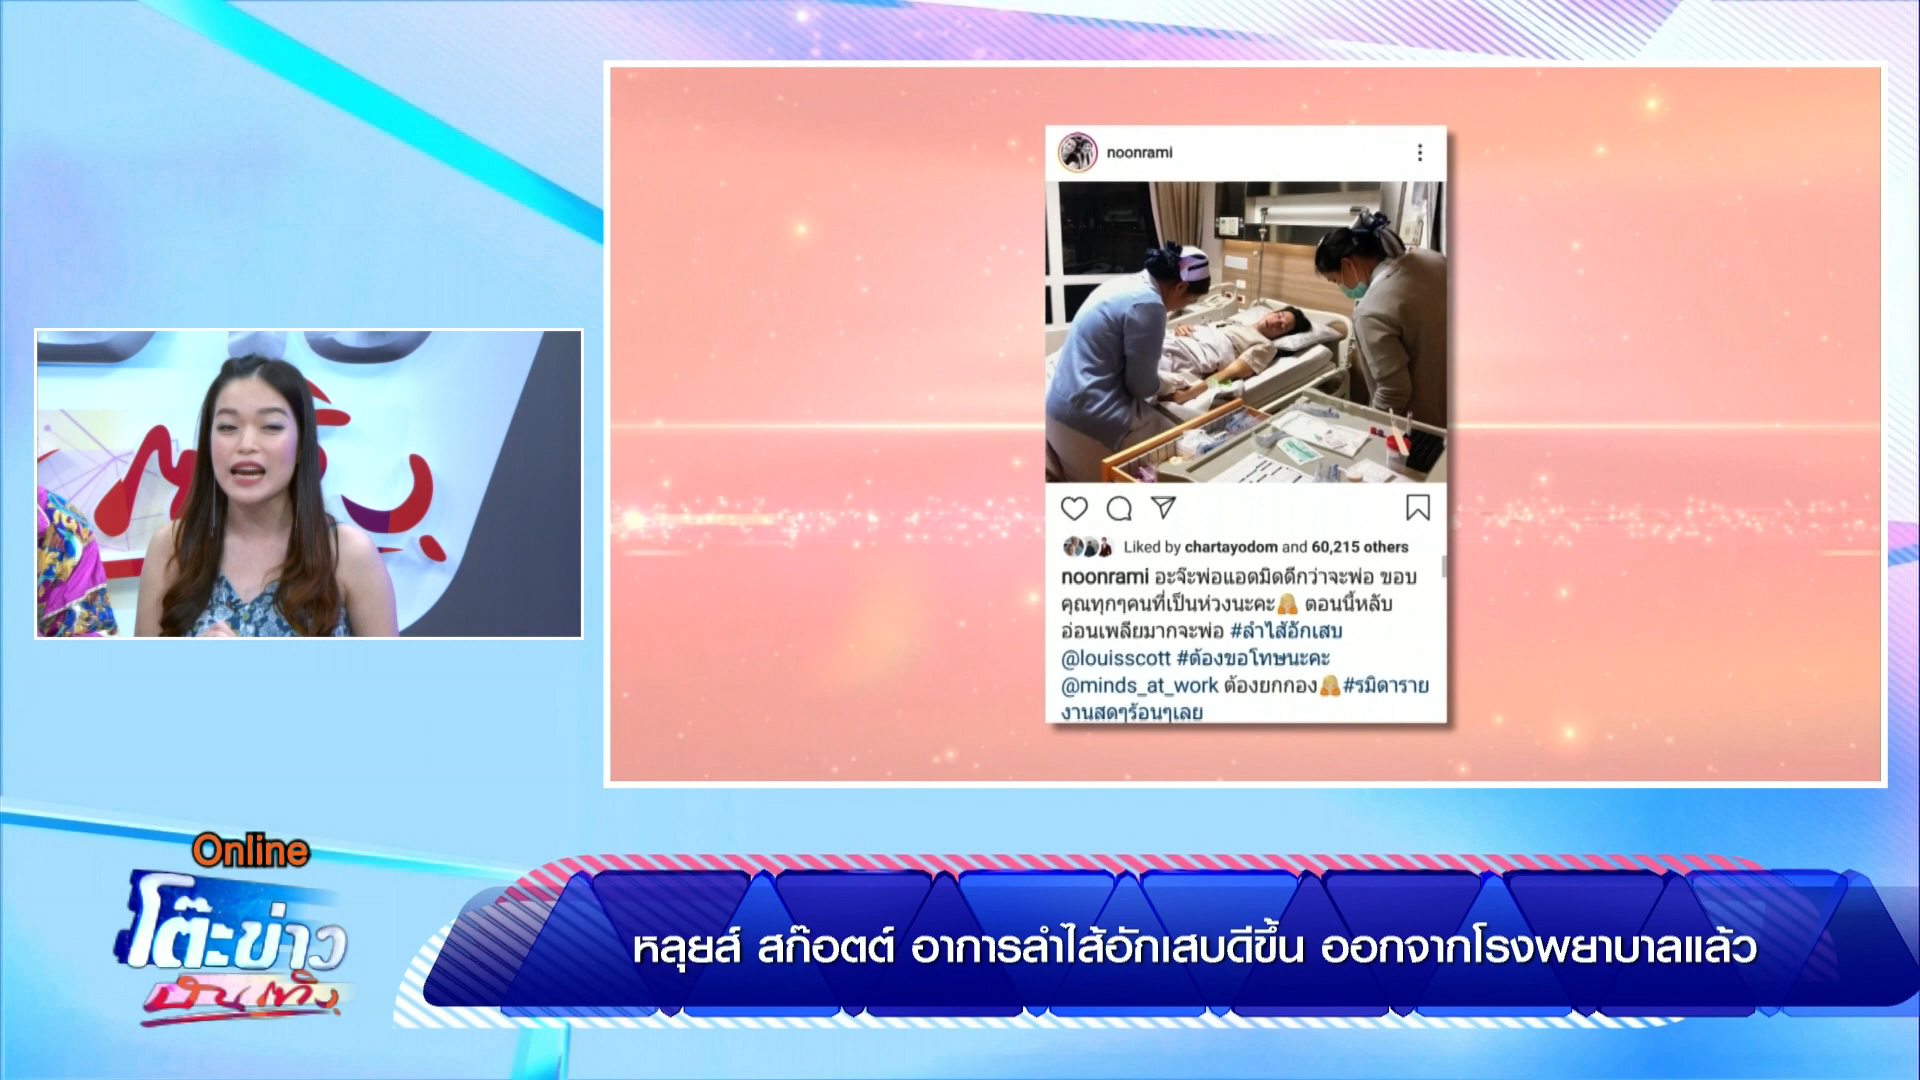 noonrami
Liked by chartayodom and 60,215 others
noonrami อะจ๊ะพ่อแอดมิดดีกว่าจะพ่อ ขอบ
คุณทุกๆคนที่เป็นห่วงนะคะ🙏🏼 ตอนนี้หลับ
อ่อนเพลียมากจะพ่อ #ลำไส้อักเสบ
@louisscott #ต้องขอโทษนะคะ
@minds_at_work ต้องยกกอง🙏🏼#รมิดาราย
งานสดๆร้อนๆเลย
Online
โต๊ะข่าว
บันเทิง
หลุยส์ สก๊อตต์ อาการลำไส้อักเสบดีขึ้น ออกจากโรงพยาบาลแล้ว